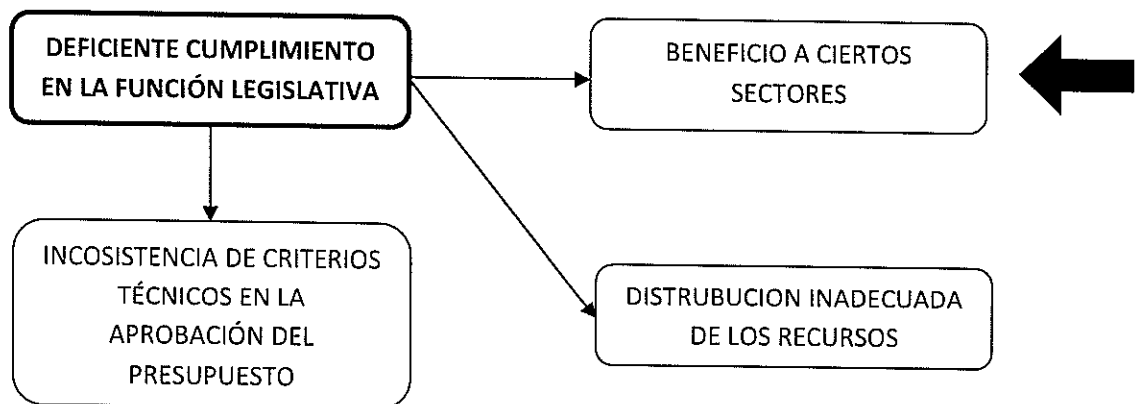 DEFICIENTE CUMPLIMIENTO
EN LA FUNCIÓN LEGISLATIVA
BENEFICIO A CIERTOS
SECTORES
INCOSISTENCIA DE CRITERIOS
TÉCNICOS EN LA
APROBACIÓN DEL
PRESUPUESTO
DISTRUBUCION INADECUADA
DE LOS RECURSOS